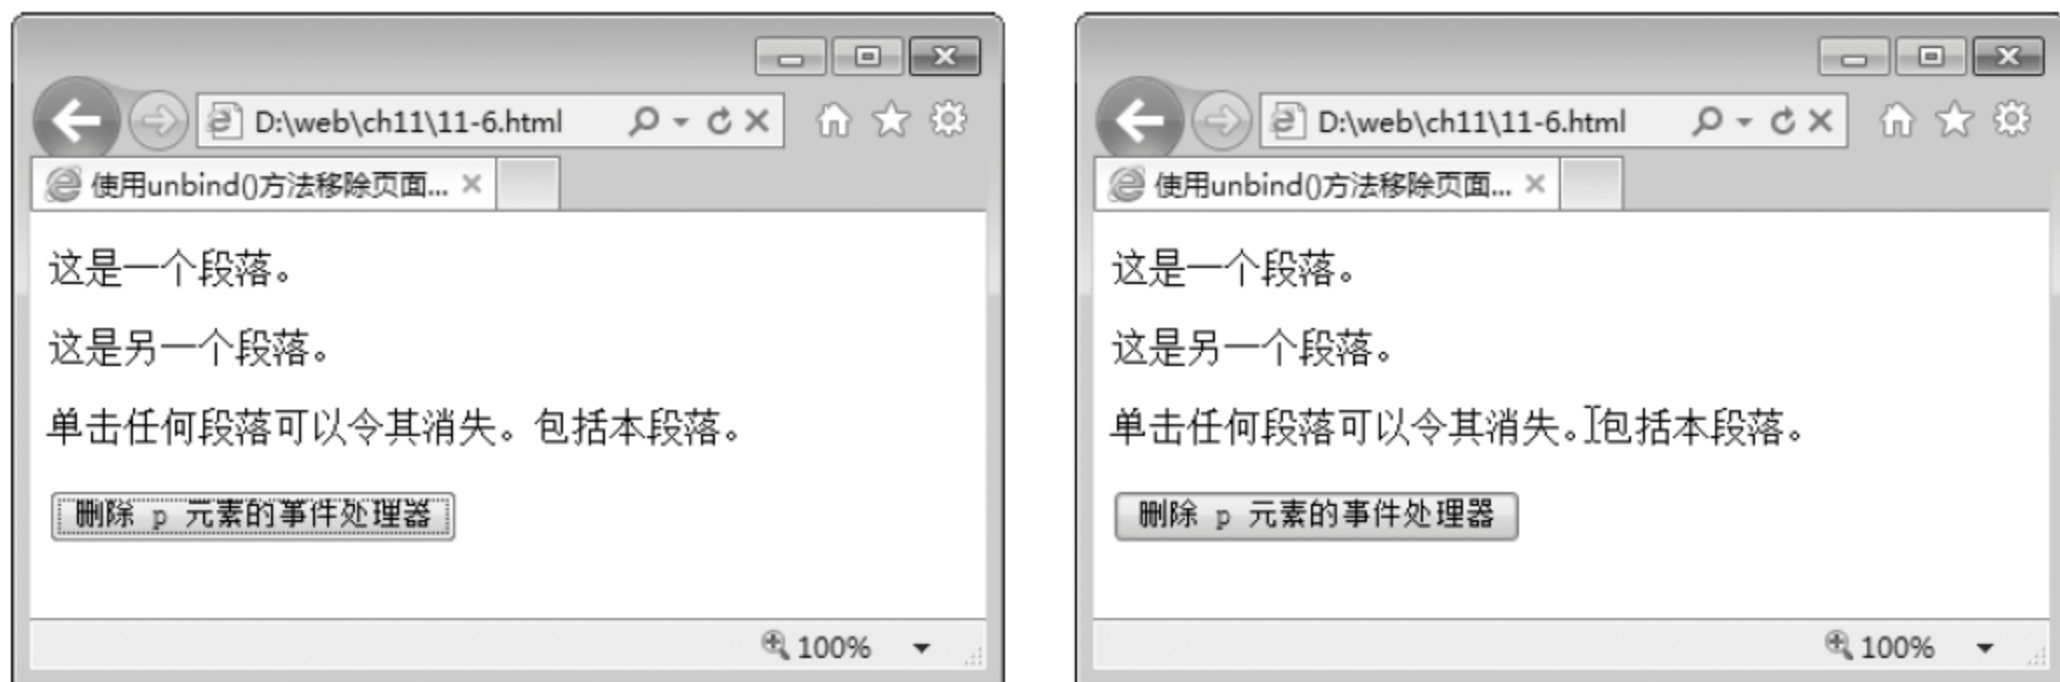 D:\web\ch11\11-6.html
使用unbind()方法移除页面...
这是一个段落。
这是另一个段落。
单击任何段落可以令其消失。包括本段落。
删除 p 元素的事件处理器
100%
D:\web\ch11\11-6.html
使用unbind()方法移除页面...
这是一个段落。
这是另一个段落。
单击任何段落可以令其消失。包括本段落。
删除 p 元素的事件处理器
100%